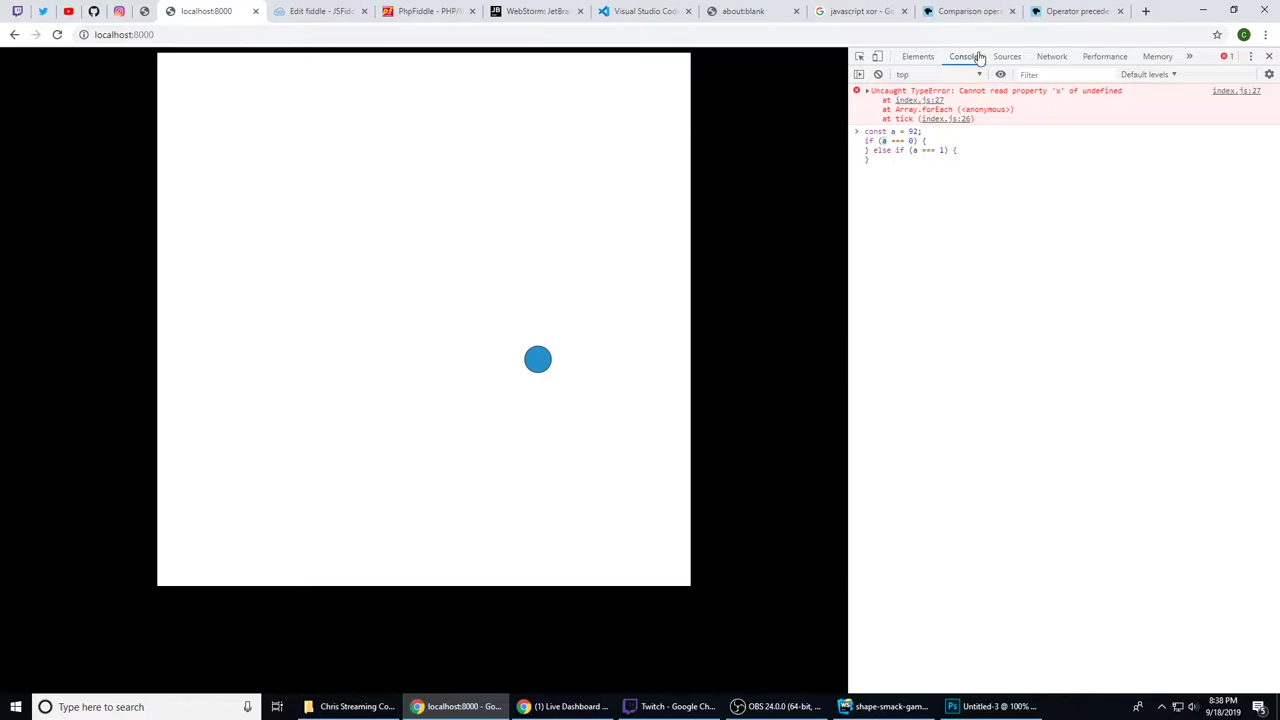 localhost:8000
Edit fiddle - JSFid
PhpFiddle - PHP/
WebStorm: JetBra
Visual Studio Code
about:blank
javascript xor - Go
Comparison oper
Operator precede
localhost:8000
Elements Console Sources Network Performance Memory » 1
top Filter Default levels
Uncaught TypeError: Cannot read property 'x' of undefined index.js:27
at index.js:27
at Array.forEach (<anonymous>)
at tick (index.js:26)
> const a = 92;
if (a === 0) {
} else if (a === 1) {
}
Type here to search
Chris Streaming Co...
localhost:8000 - Go...
(1) Live Dashboard ...
Twitch - Google Ch...
OBS 24.0.0 (64-bit, ...
shape-smack-gam...
Untitled-3 @ 100% ...
8:38 PM
9/18/2019